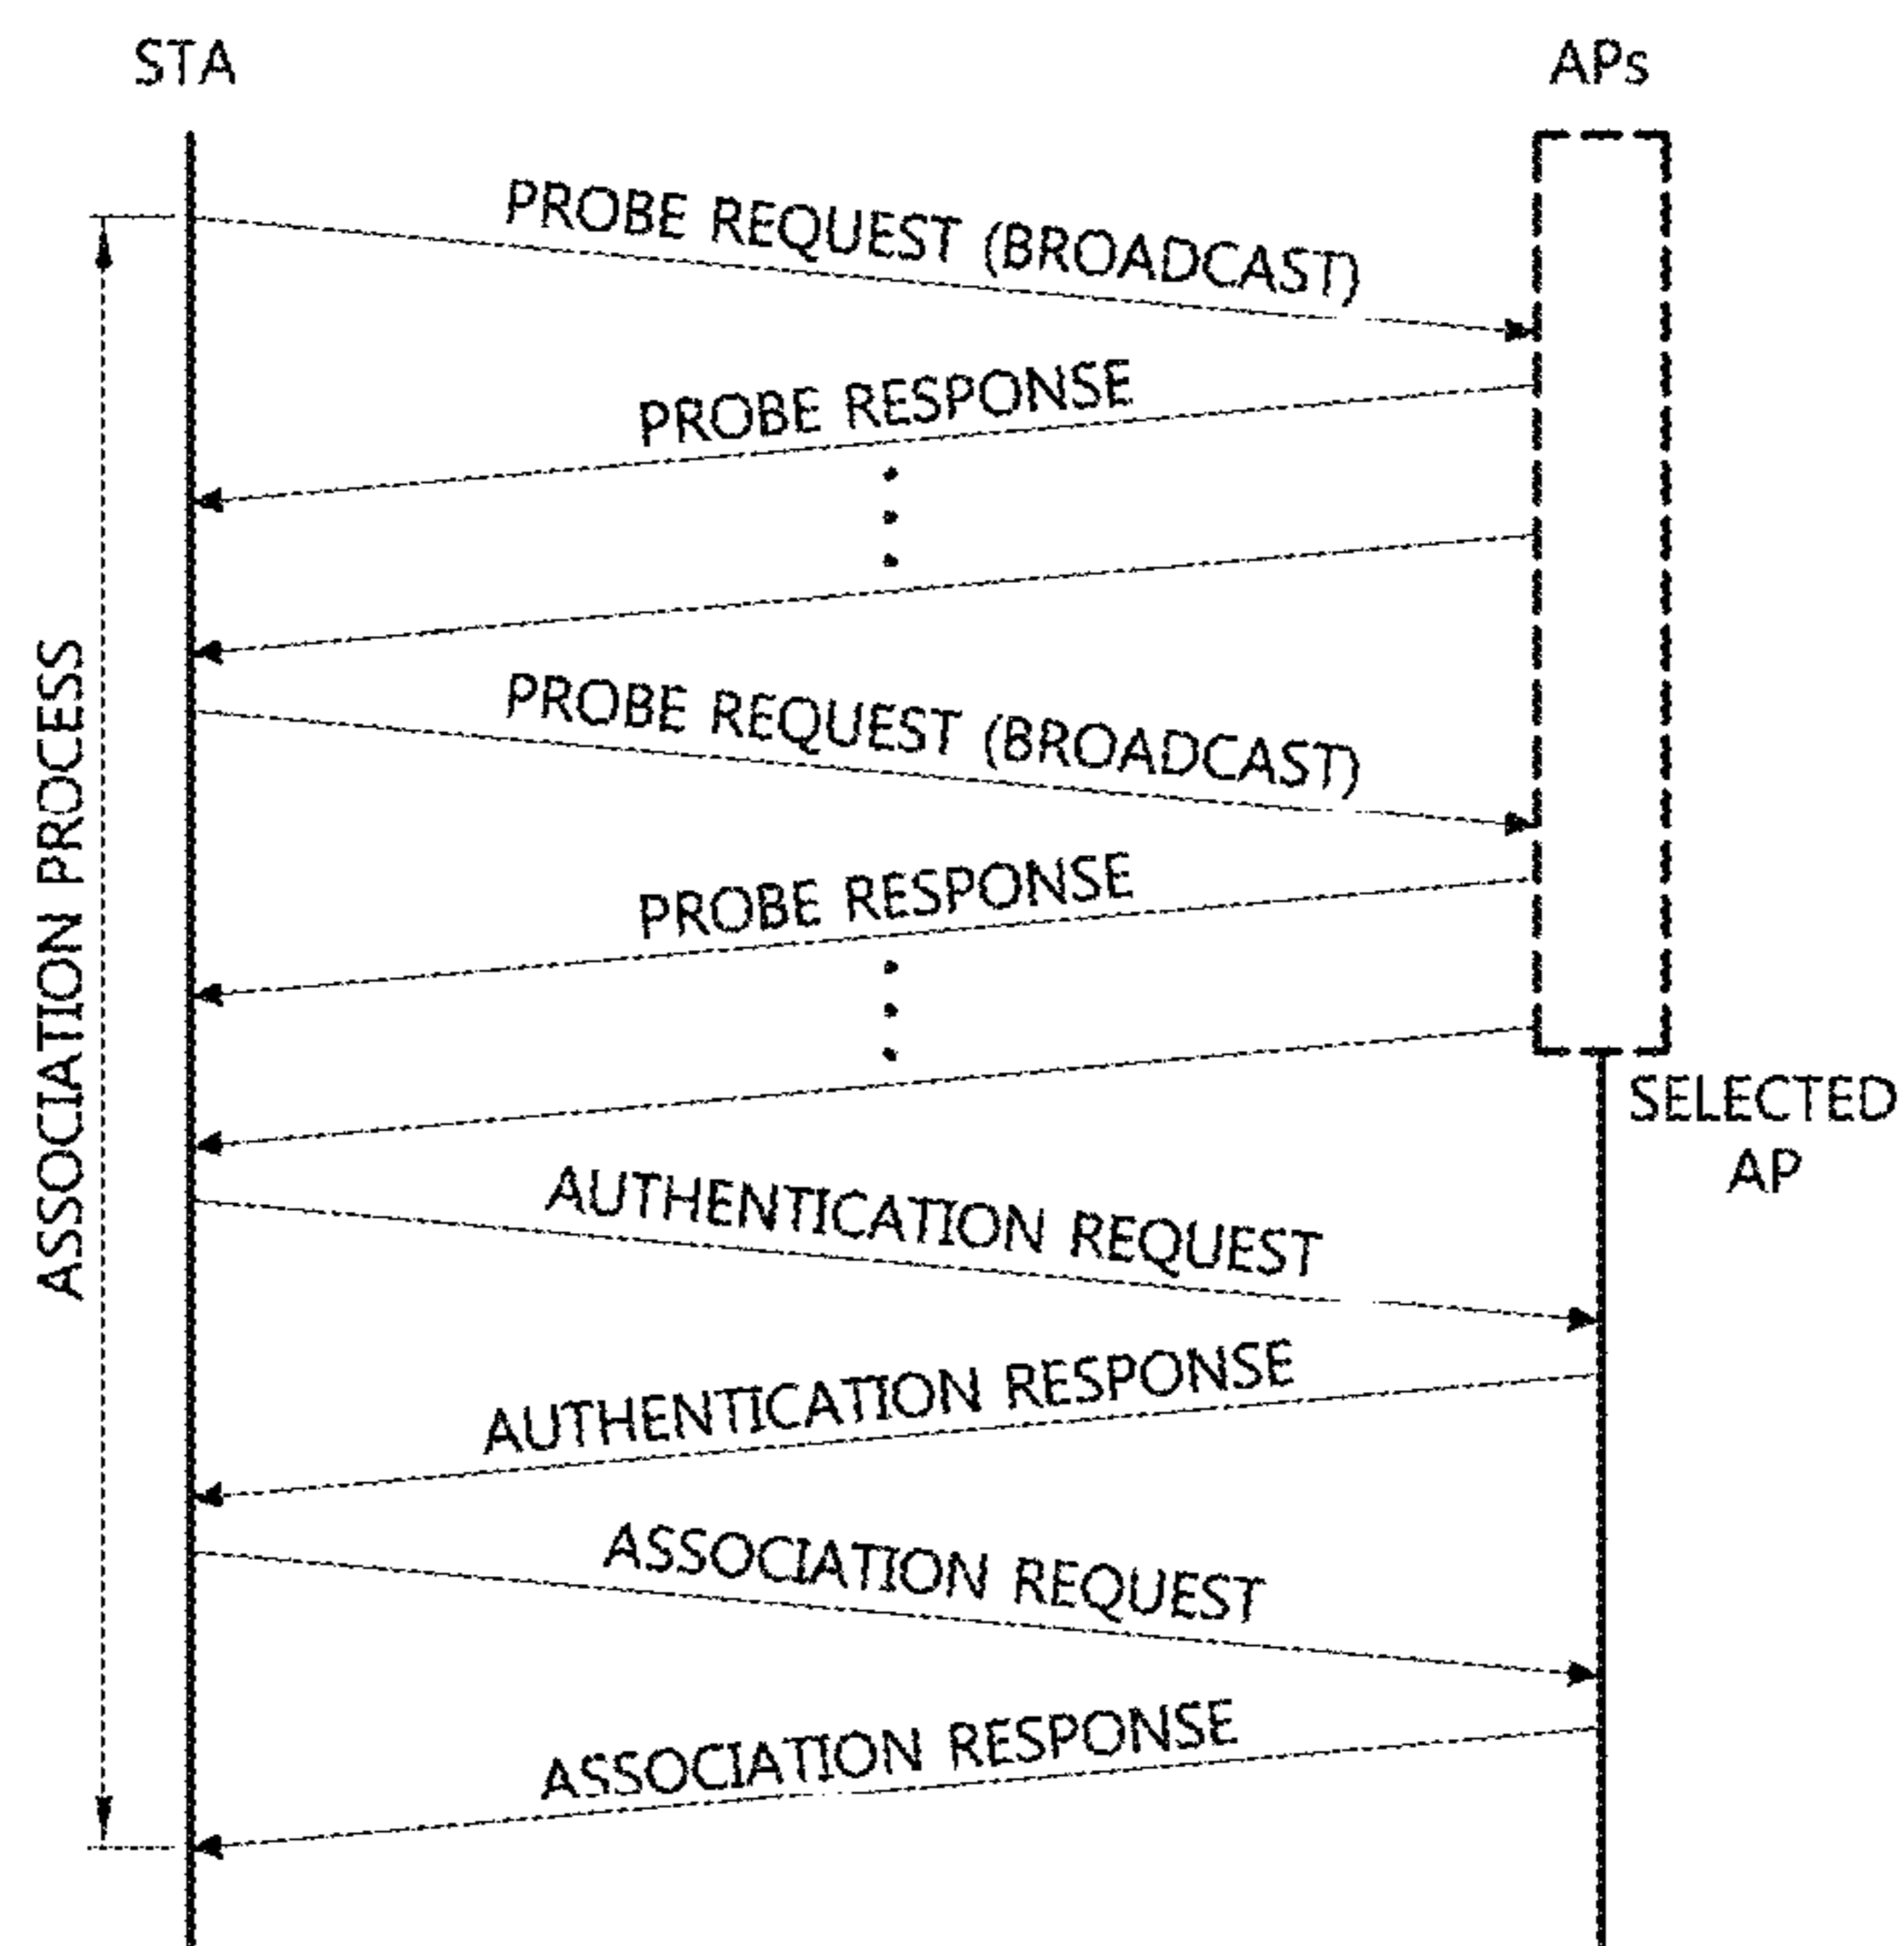 STA
APs
PROBE REQUEST (BROADCAST)
PROBE RESPONSE
PROBE REQUEST (BROADCAST)
PROBE RESPONSE
ASSOCIATION PROCESS
SELECTED
AP
AUTHENTICATION REQUEST
AUTHENTICATION RESPONSE
ASSOCIATION REQUEST
ASSOCIATION RESPONSE